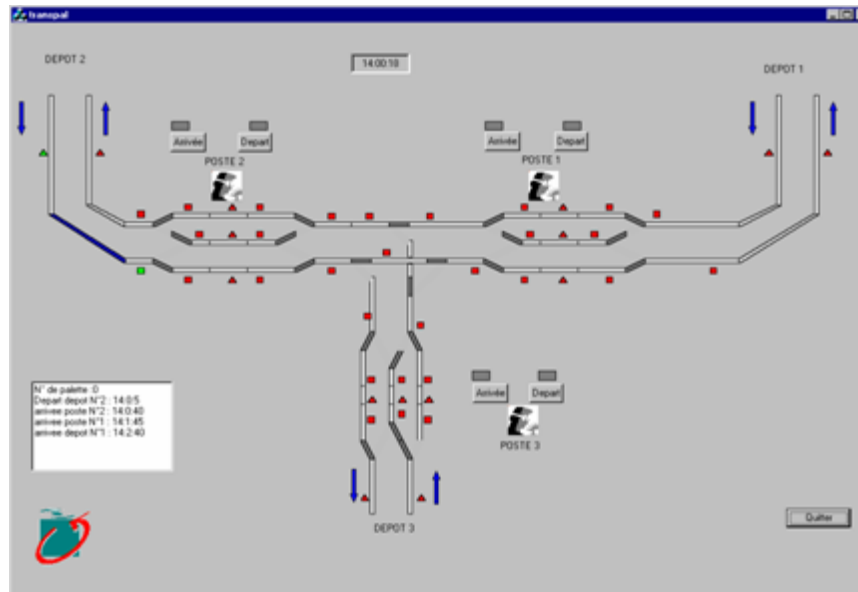 transpal
DEPOT 2
14:00:10
DEPOT 1
Arrivée
Depart
Arrivée
Depart
POSTE 2
POSTE 1
N° de palette :0
Depart depot N°2 : 14:0:5
arrivee poste N°2 : 14:0:40
arrivee poste N°1 : 14:1:45
arrivee depot N°1 : 14:2:40
Arrivée
Depart
POSTE 3
Quitter
DEPOT 3